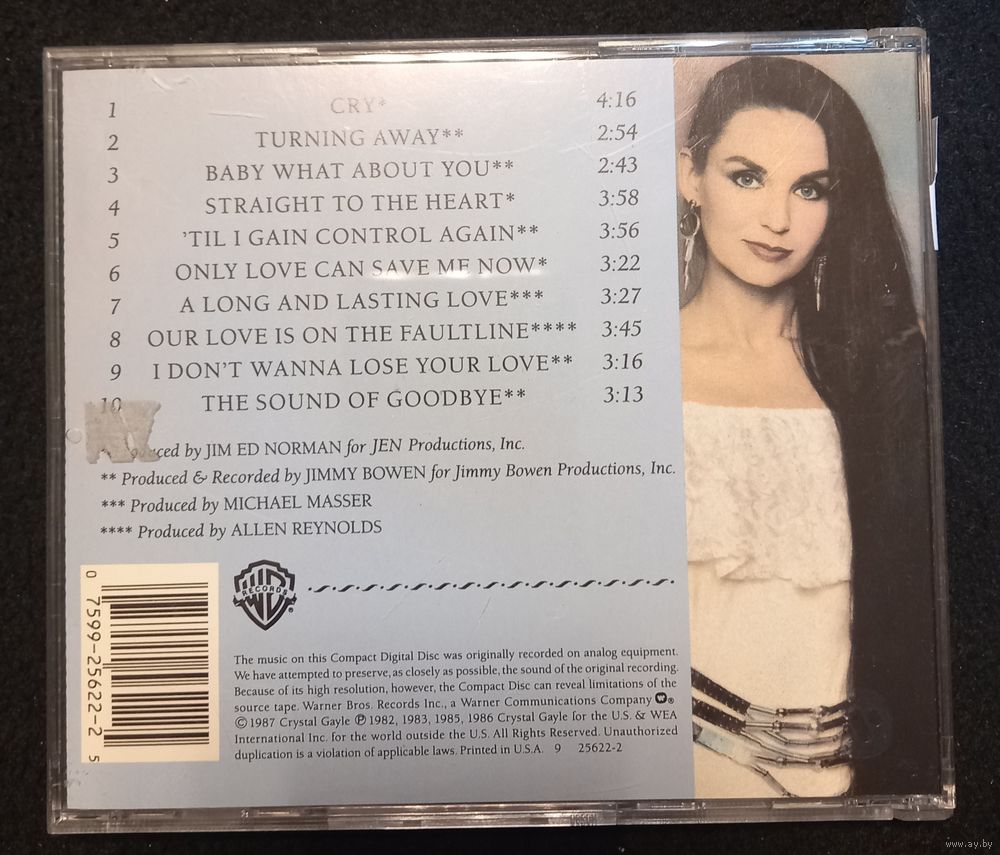 1 CRY* 4:16
2 TURNING AWAY** 2:54
3 BABY WHAT ABOUT YOU** 2:43
4 STRAIGHT TO THE HEART* 3:58
5 'TIL I GAIN CONTROL AGAIN** 3:56
6 ONLY LOVE CAN SAVE ME NOW* 3:22
7 A LONG AND LASTING LOVE*** 3:27
8 OUR LOVE IS ON THE FAULTLINE**** 3:45
9 I DON'T WANNA LOSE YOUR LOVE** 3:16
10 THE SOUND OF GOODBYE** 3:13
by JIM ED NORMAN for JEN Productions, Inc.
** Produced & Recorded by JIMMY BOWEN for Jimmy Bowen Productions, Inc.
*** Produced by MICHAEL MASSER
**** Produced by ALLEN REYNOLDS
0 7599-25622-2 5
WB RECORDS ®
The music on this Compact Digital Disc was originally recorded on analog equipment.
We have attempted to preserve, as closely as possible, the sound of the original recording.
Because of its high resolution, however, the Compact Disc can reveal limitations of the
source tape. Warner Bros. Records Inc., a Warner Communications Company ®
© 1987 Crystal Gayle ℗ 1982, 1983, 1985, 1986 Crystal Gayle for the U.S. & WEA
International Inc. for the world outside the U.S. All Rights Reserved. Unauthorized
duplication is a violation of applicable laws. Printed in U.S.A. 9 25622-2
www.ay.by